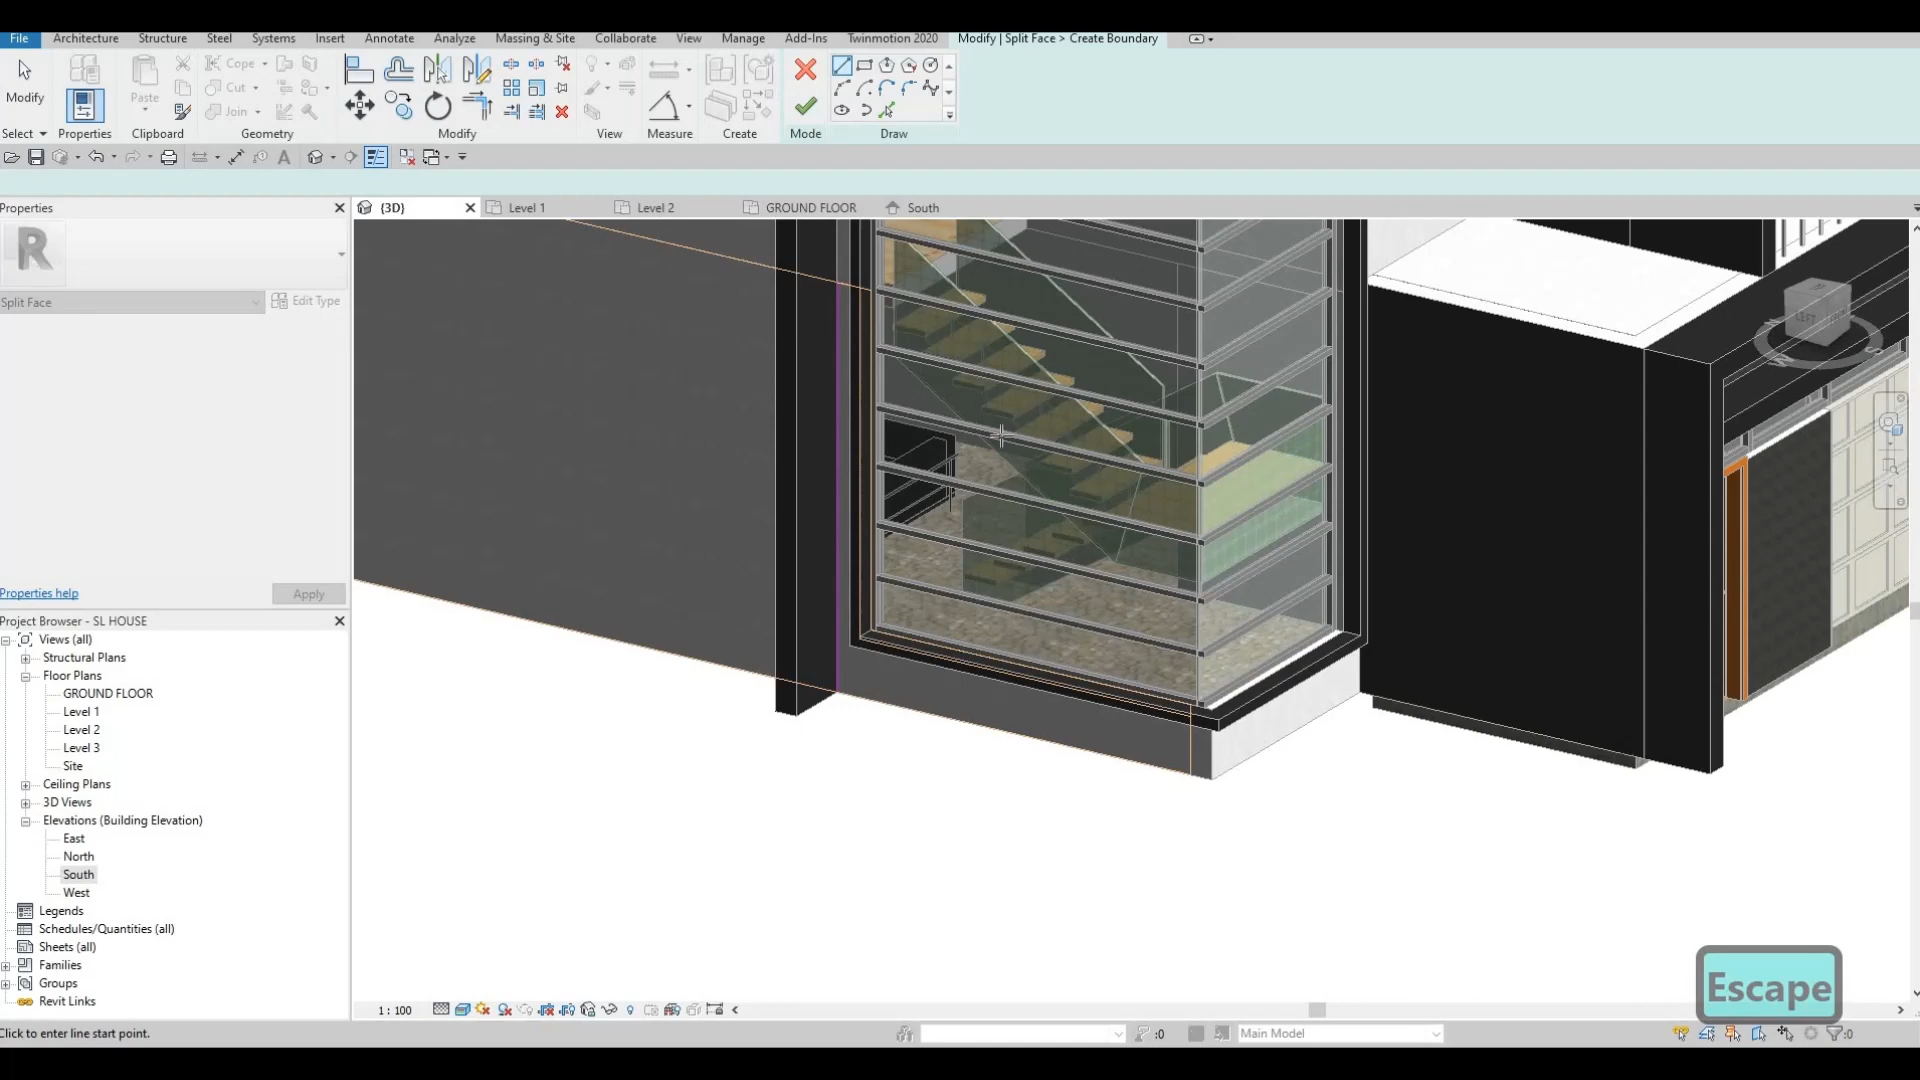 File Architecture Structure Steel Systems Insert Annotate Analyze Massing & Site Collaborate View Manage Add-Ins Twinmotion 2020 Modify | Split Face > Create Boundary
Modify
Paste
Cope
Cut
Join
Select Properties Clipboard Geometry Modify View Measure Create Mode Draw
Properties
{3D} Level 1 Level 2 GROUND FLOOR South
R
Split Face Edit Type
LEFT
Properties help Apply
Project Browser - SL HOUSE
Views (all)
Structural Plans
Floor Plans
GROUND FLOOR
Level 1
Level 2
Level 3
Site
Ceiling Plans
3D Views
Elevations (Building Elevation)
East
North
South
West
Legends
Schedules/Quantities (all)
Sheets (all)
Families
Groups
Revit Links
Escape
1 : 100
Click to enter line start point.
:0 Main Model :0